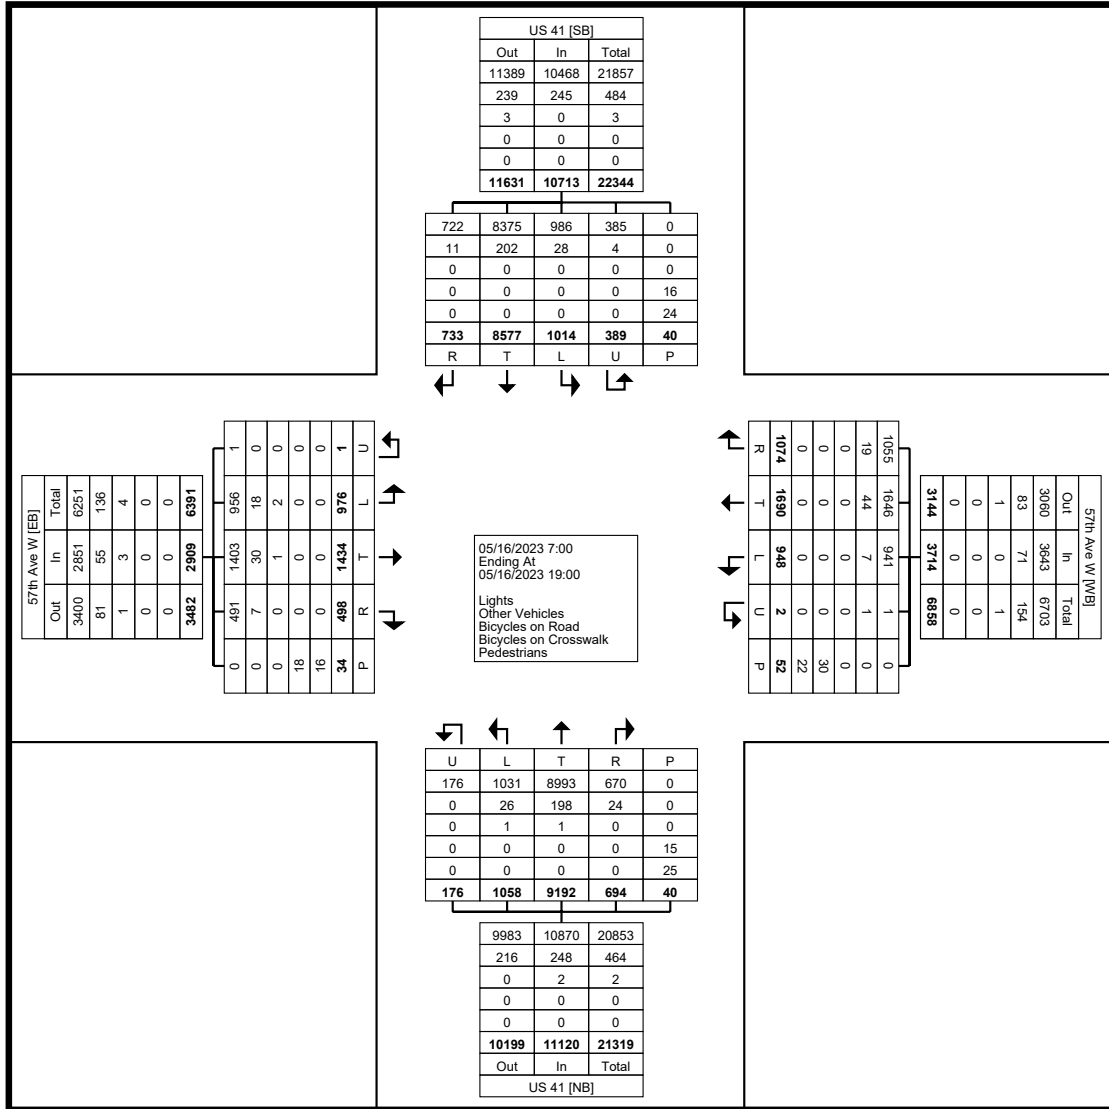 US 41 [SB]
Out In Total
11389 10468 21857
239 245 484
3 0 3
0 0 0
0 0 0
11631 10713 22344
722 8375 986 385 0
11 202 28 4 0
0 0 0 0 0
0 0 0 0 16
0 0 0 0 24
733 8577 1014 389 40
R T L U P
57th Ave W [EB]
Total In Out
6251 2851 3400
136 55 81
4 3 1
0 0 0
0 0 0
6391 2909 3482
1 956 1403 491 0
0 18 30 7 0
0 2 1 0 0
0 0 0 0 18
0 0 0 0 16
1 976 1434 498 34
U L T R P
05/16/2023 7:00
Ending At
05/16/2023 19:00
Lights
Other Vehicles
Bicycles on Road
Bicycles on Crosswalk
Pedestrians
57th Ave W [WB]
Out In Total
3060 3643 6703
83 71 154
1 0 1
0 0 0
0 0 0
3144 3714 6858
1055 1646 941 1 0
19 44 7 1 0
0 0 0 0 0
0 0 0 0 30
0 0 0 0 22
1074 1690 948 2 52
R T L U P
U L T R P
176 1031 8993 670 0
0 26 198 24 0
0 1 1 0 0
0 0 0 0 15
0 0 0 0 25
176 1058 9192 694 40
9983 10870 20853
216 248 464
0 2 2
0 0 0
0 0 0
10199 11120 21319
Out In Total
US 41 [NB]